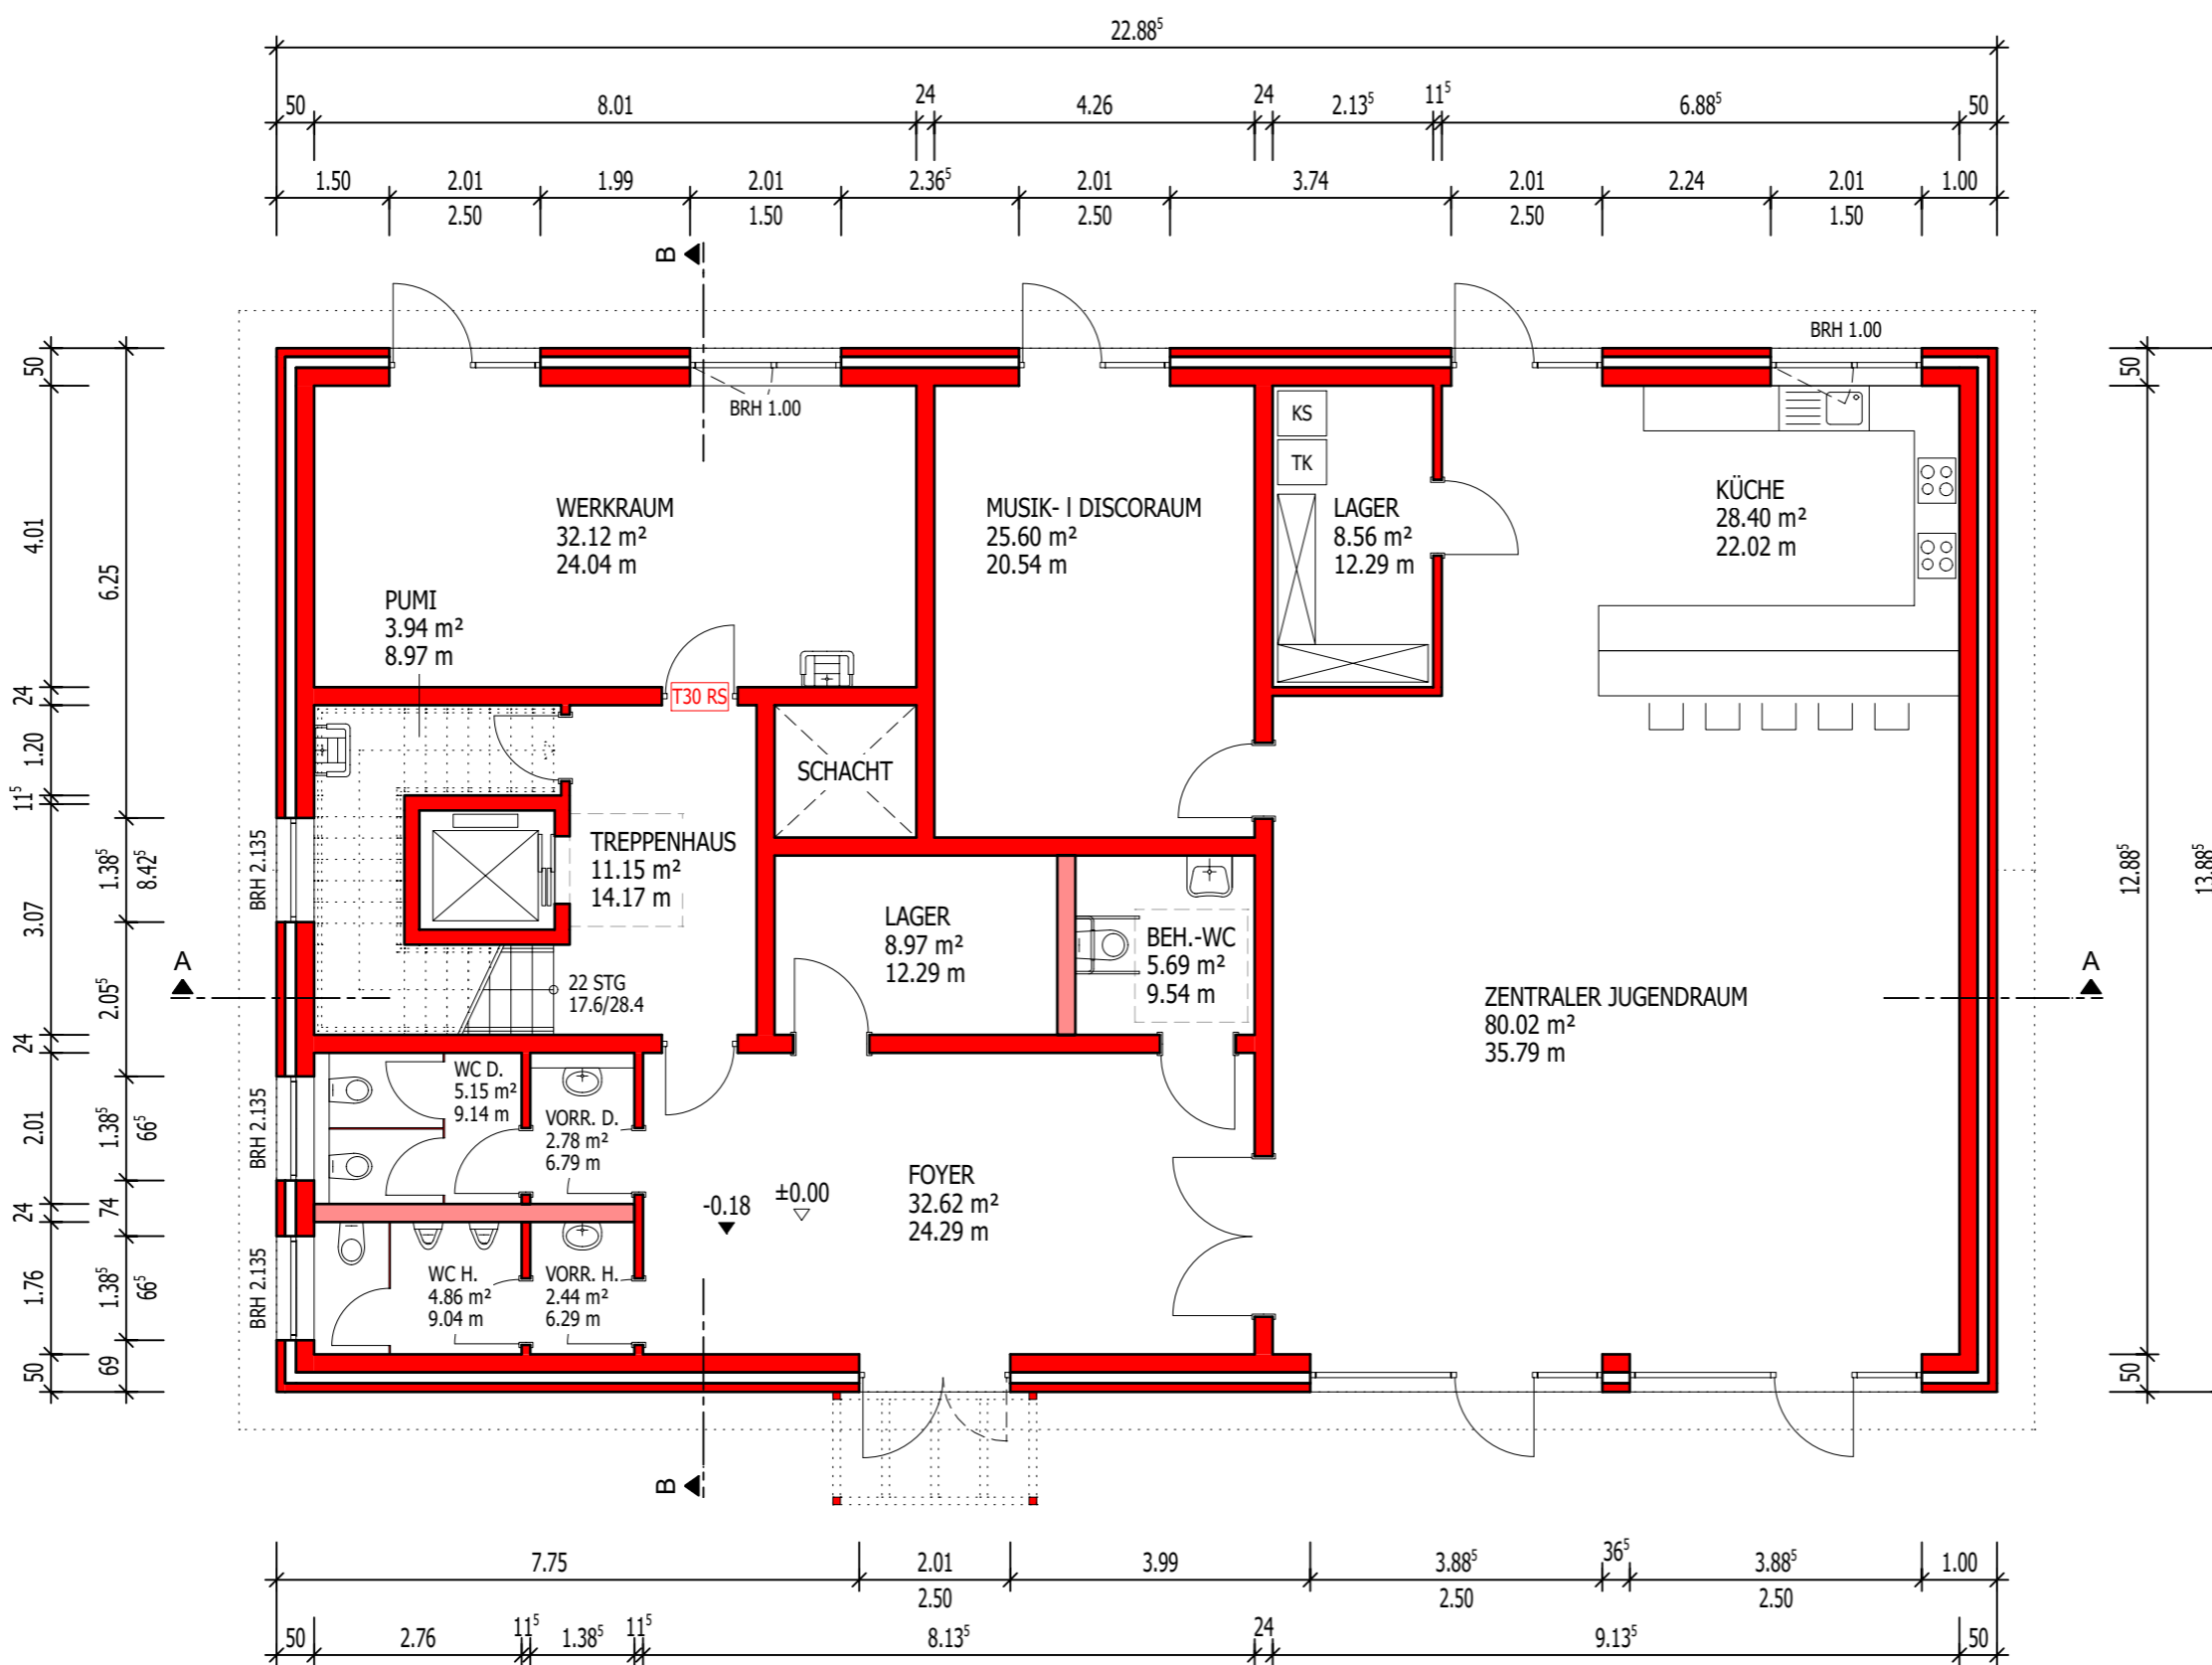 22.88⁵
50 8.01 24 4.26 24 2.13⁵ 11⁵ 6.88⁵ 50
1.50 2.01 1.99 2.01 2.36⁵ 2.01 3.74 2.01 2.24 2.01 1.00
2.50 1.50 2.50 2.50 1.50
B
BRH 1.00
BRH 1.00
KS
TK
WERKRAUM
32.12 m²
24.04 m
MUSIK- I DISCORAUM
25.60 m²
20.54 m
LAGER
8.56 m²
12.29 m
KÜCHE
28.40 m²
22.02 m
PUMI
3.94 m²
8.97 m
T30 RS
SCHACHT
TREPPENHAUS
11.15 m²
14.17 m
LAGER
8.97 m²
12.29 m
BEH.-WC
5.69 m²
9.54 m
22 STG
17.6/28.4
ZENTRALER JUGENDRAUM
80.02 m²
35.79 m
A
A
WC D.
5.15 m²
9.14 m
VORR. D.
2.78 m²
6.79 m
FOYER
32.62 m²
24.29 m
-0.18
±0.00
WC H.
4.86 m²
9.04 m
VORR. H.
2.44 m²
6.29 m
B
BRH 2.135
BRH 2.135
BRH 2.135
50 4.01 24 1.20 11⁵ 3.07 24 2.01 24 1.76 50
6.25 1.38⁵ 2.05⁵ 1.38⁵ 74 1.38⁵ 69
8.42⁵ 66⁵ 66⁵
50 12.88⁵ 50
13.88⁵
7.75 2.01 3.99 3.88⁵ 36⁵ 3.88⁵ 1.00
2.50 2.50 2.50
50 2.76 11⁵ 1.38⁵ 11⁵ 8.13⁵ 24 9.13⁵ 50